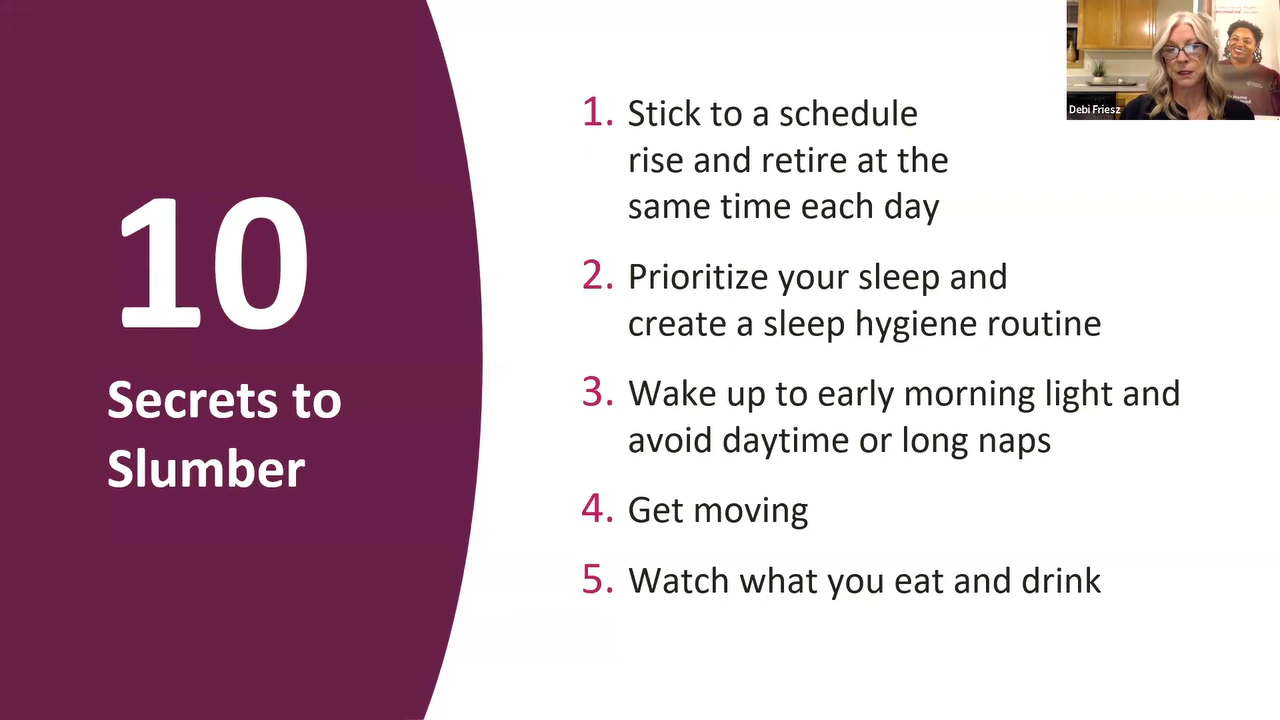 10
Secrets to
Slumber
1. Stick to a schedule
rise and retire at the
same time each day
2. Prioritize your sleep and
create a sleep hygiene routine
3. Wake up to early morning light and
avoid daytime or long naps
4. Get moving
5. Watch what you eat and drink
Debi Friesz
Home